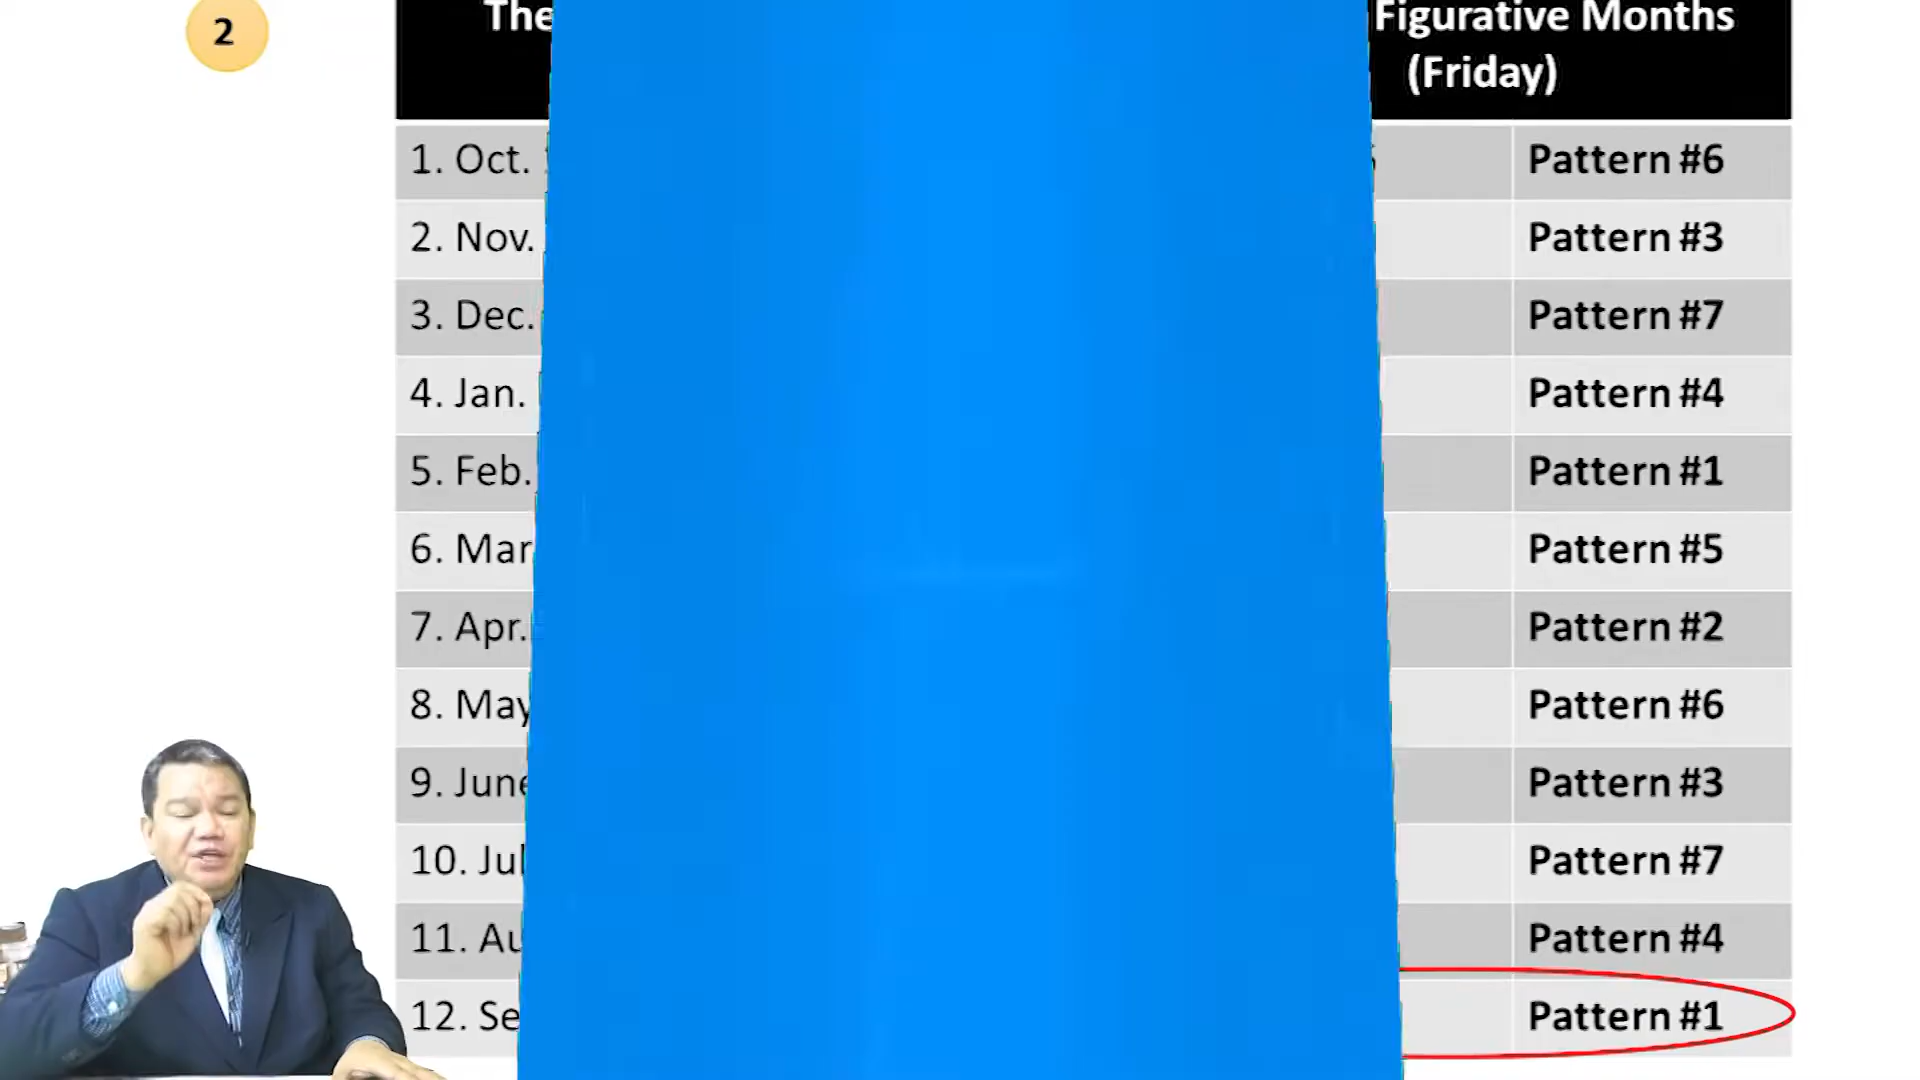 2
The
Figurative Months
(Friday)
1. Oct. Pattern #6
2. Nov. Pattern #3
3. Dec. Pattern #7
4. Jan. Pattern #4
5. Feb. Pattern #1
6. Mar Pattern #5
7. Apr. Pattern #2
8. May Pattern #6
9. June Pattern #3
10. Jul Pattern #7
11. Au Pattern #4
12. Se Pattern #1